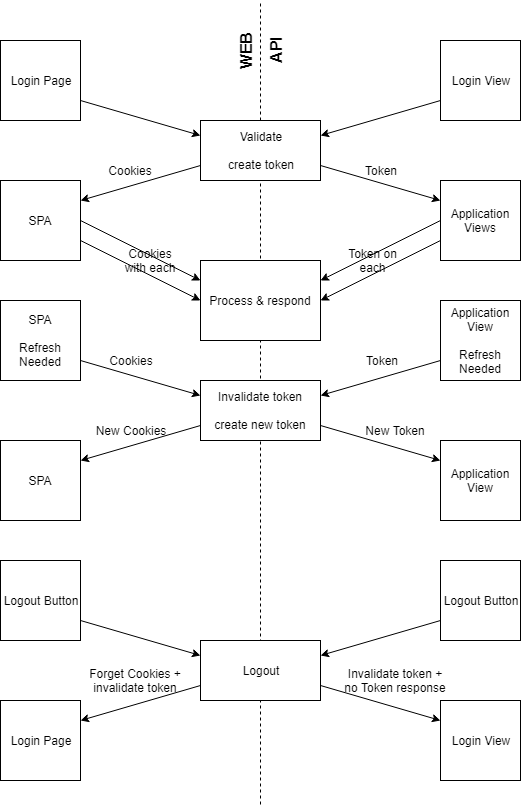 WEB
API
Login Page
Login View
Validate
create token
Cookies
Token
SPA
Application
Views
Cookies
with each
Token on
each
Process & respond
SPA
Refresh
Needed
Application
View
Refresh
Needed
Cookies
Token
Invalidate token
create new token
New Cookies
New Token
SPA
Application
View
Logout Button
Logout Button
Logout
Forget Cookies +
invalidate token
Invalidate token +
no Token response
Login Page
Login View